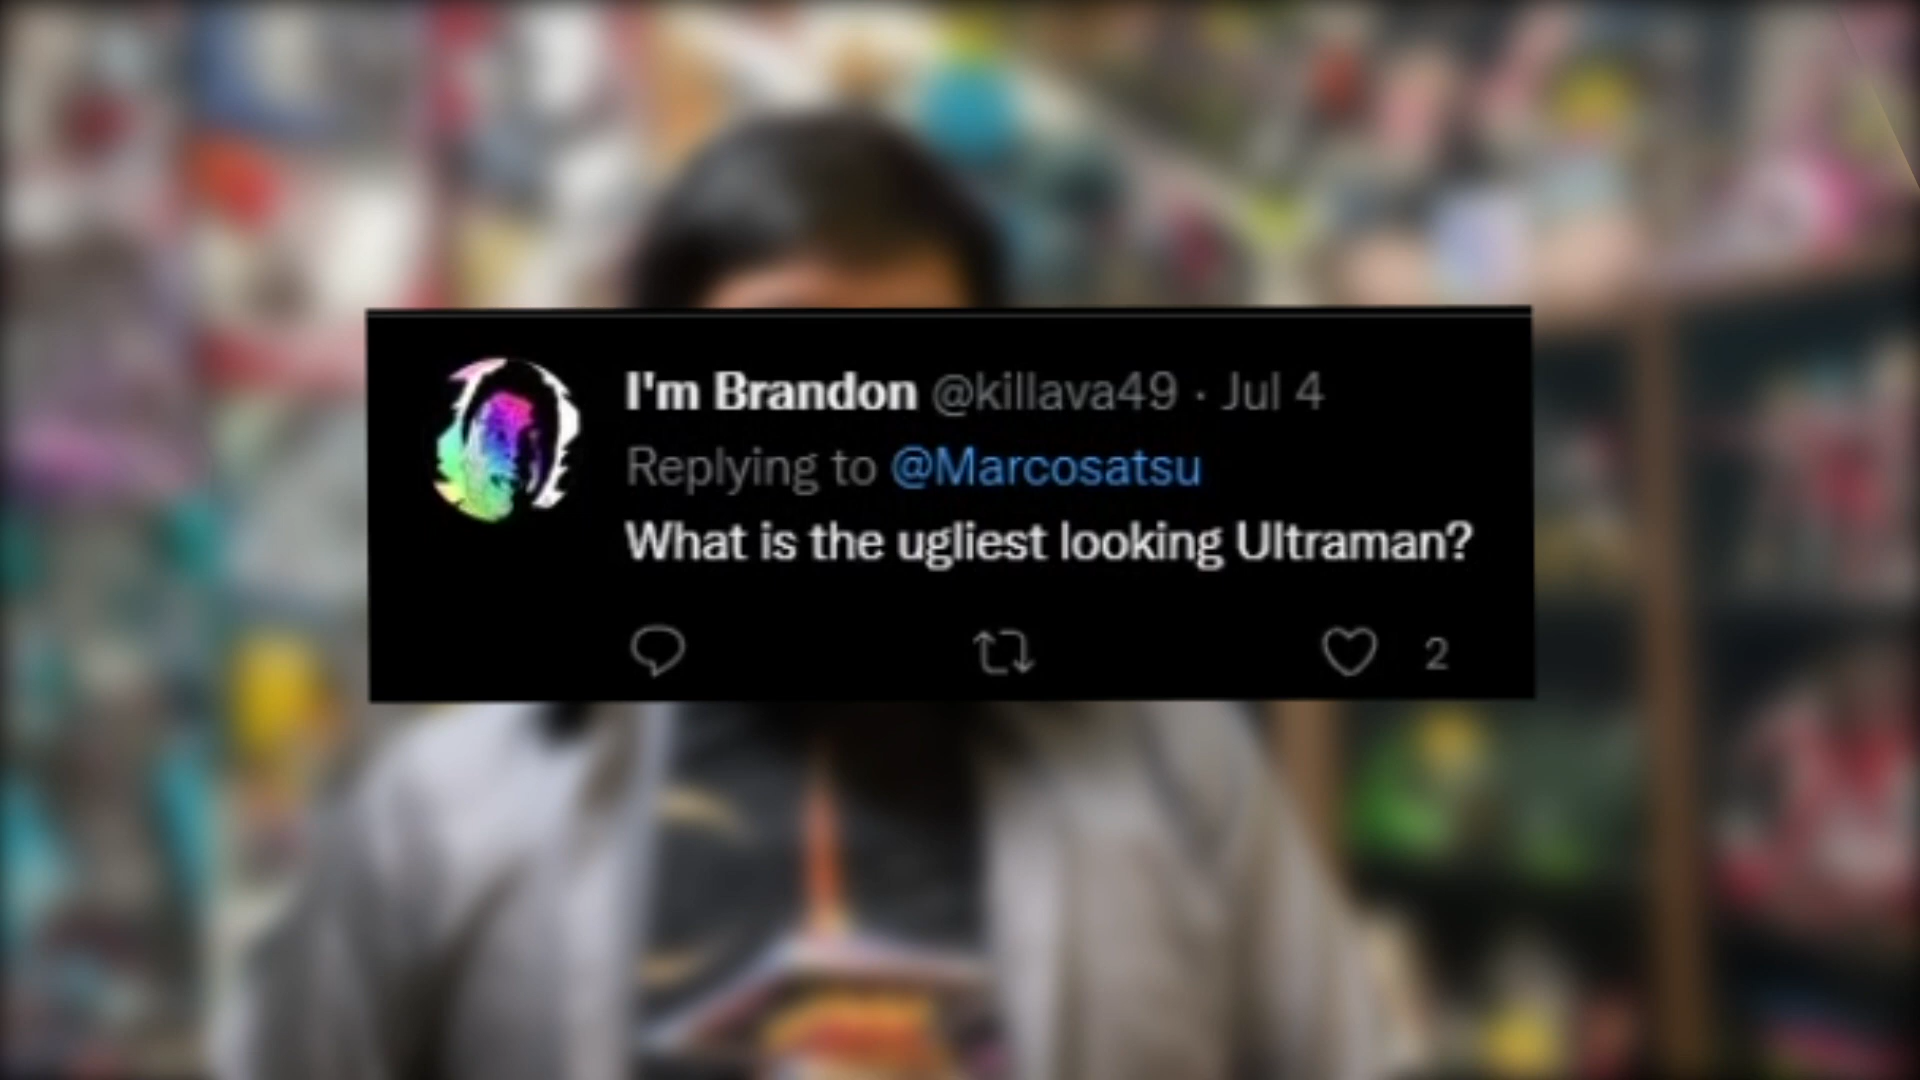 I'm Brandon @killava49 · Jul 4
Replying to @Marcosatsu
What is the ugliest looking Ultraman?
2